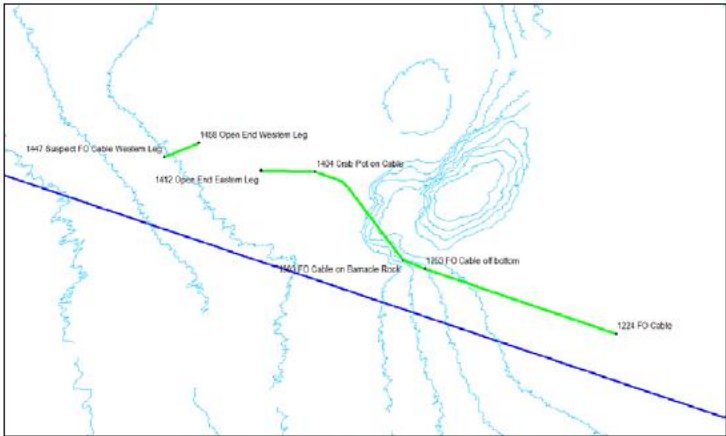 1458 Open End Western Leg
1447 Suspect FO Cable Western Leg
1404 Crab Pot on Cable
1412 Open End Eastern Leg
FO Cable on Barnacle Rock
FO Cable off bottom
1224 FO Cable